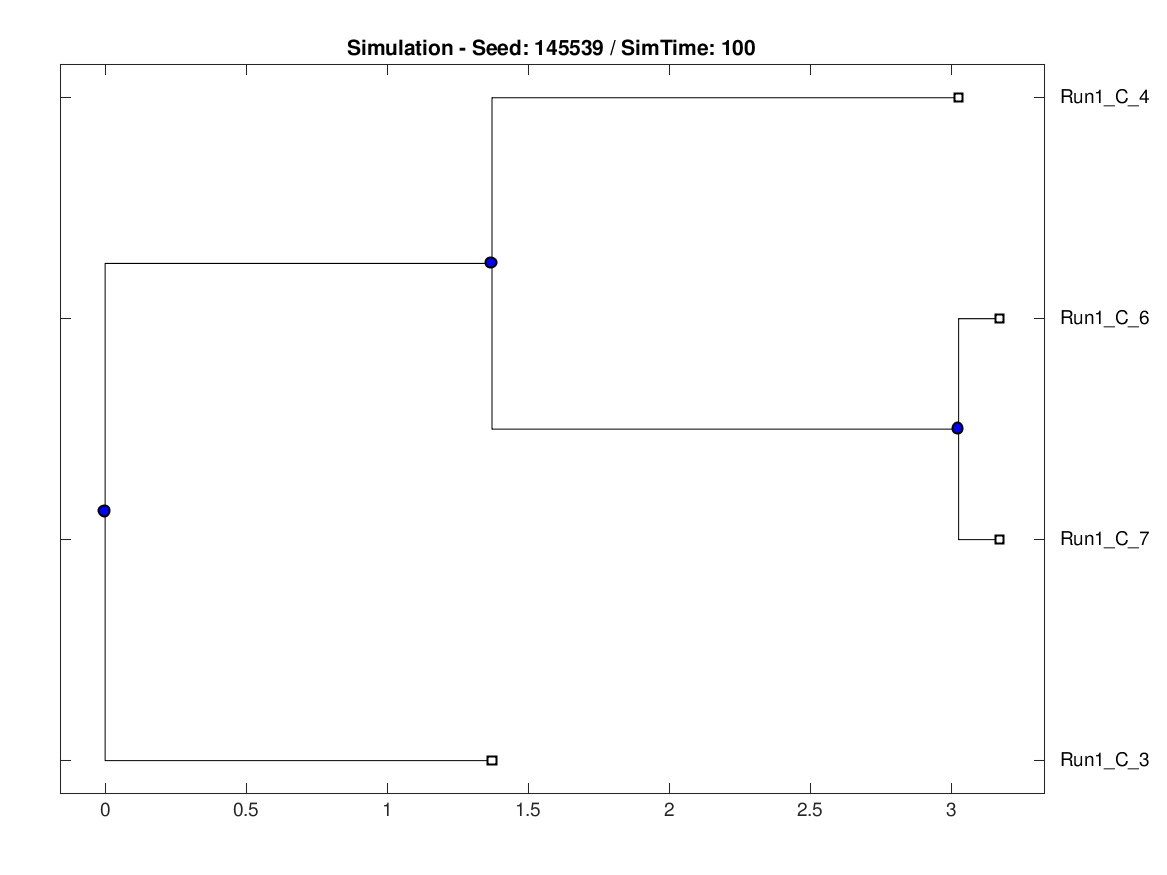 Simulation - Seed: 145539 / SimTime: 100
Run1_C_4
Run1_C_6
Run1_C_7
Run1_C_3
0 0.5 1 1.5 2 2.5 3